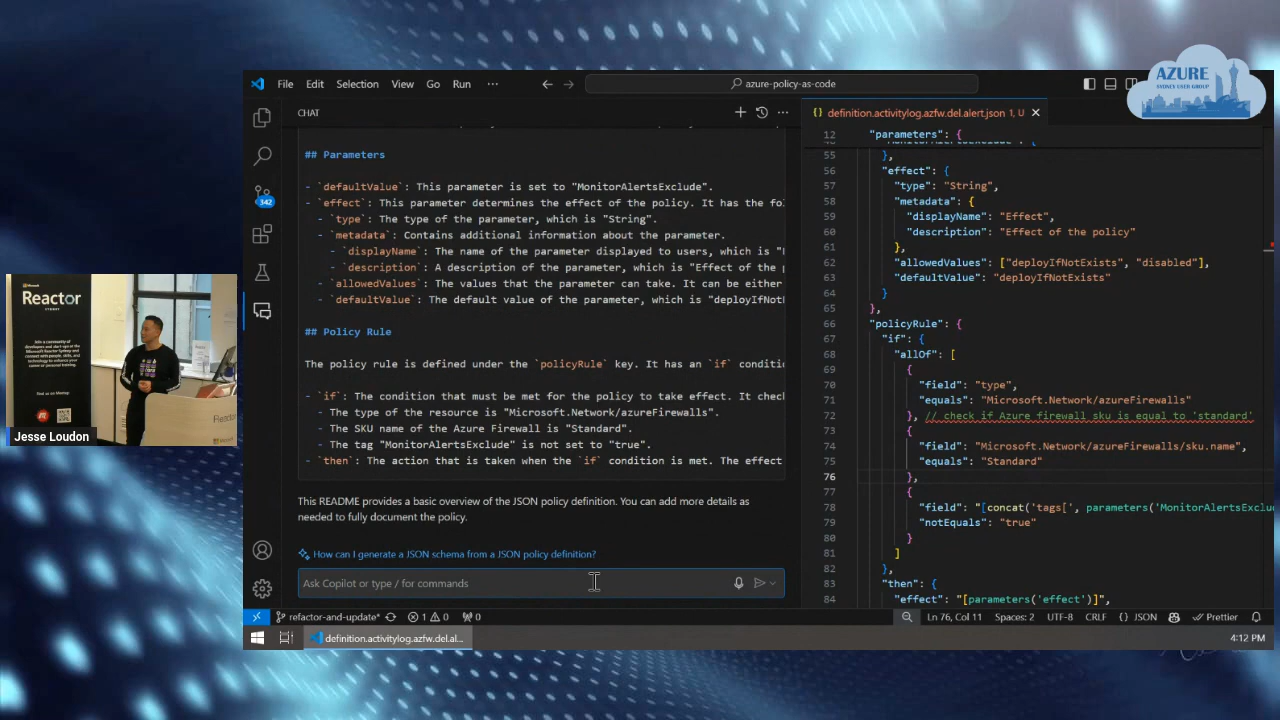 AZURE
SYDNEY USER GROUP
File Edit Selection View Go Run ···
azure-policy-as-code
CHAT
## Parameters
- `defaultValue`: This parameter is set to "MonitorAlertsExclude".
- `effect`: This parameter determines the effect of the policy. It has the fo
- `type`: The type of the parameter, which is "String".
- `metadata`: Contains additional information about the parameter.
- `displayName`: The name of the parameter displayed to users, which is "
- `description`: A description of the parameter, which is "Effect of the p
- `allowedValues`: The values that the parameter can take. It can be either
- `defaultValue`: The default value of the parameter, which is "deployIfNot
## Policy Rule
The policy rule is defined under the `policyRule` key. It has an `if` conditi
- `if`: The condition that must be met for the policy to take effect. It chec
- The type of the resource is "Microsoft.Network/azureFirewalls".
- The SKU name of the Azure Firewall is "Standard".
- The tag "MonitorAlertsExclude" is not set to "true".
- `then`: The action that is taken when the `if` condition is met. The effect
This README provides a basic overview of the JSON policy definition. You can add more details as
needed to fully document the policy.
How can I generate a JSON schema from a JSON policy definition?
Ask Copilot or type / for commands
342
{} definition.activitylog.azfw.del.alert.json 1, U
12 "parameters": {
55 },
56 "effect": {
57 "type": "String",
58 "metadata": {
59 "displayName": "Effect",
60 "description": "Effect of the policy"
61 },
62 "allowedValues": ["deployIfNotExists", "disabled"],
63 "defaultValue": "deployIfNotExists"
64 }
65 },
66 "policyRule": {
67 "if": {
68 "allOf": [
69 {
70 "field": "type",
71 "equals": "Microsoft.Network/azureFirewalls"
72 }, // check if Azure firewall sku is equal to 'standard'
73 {
74 "field": "Microsoft.Network/azureFirewalls/sku.name",
75 "equals": "Standard"
76 },
77 {
78 "field": "[concat('tags[', parameters('MonitorAlertsExclu
79 "notEquals": "true"
80 }
81 ]
82 },
83 "then": {
84 "effect": "[parameters('effect')]",
refactor-and-update* 1 0 0
Ln 76, Col 11 Spaces: 2 UTF-8 CRLF {} JSON Prettier
definition.activitylog.azfw.del.al...
4:12 PM
Microsoft
Reactor
SYDNEY
Jesse Loudon